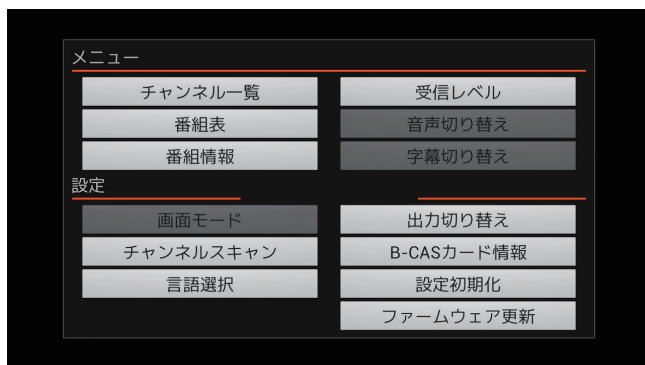 メニュー
チャンネル一覧
受信レベル
番組表
音声切り替え
番組情報
字幕切り替え
設定
画面モード
出力切り替え
チャンネルスキャン
B-CASカード情報
言語選択
設定初期化
ファームウェア更新